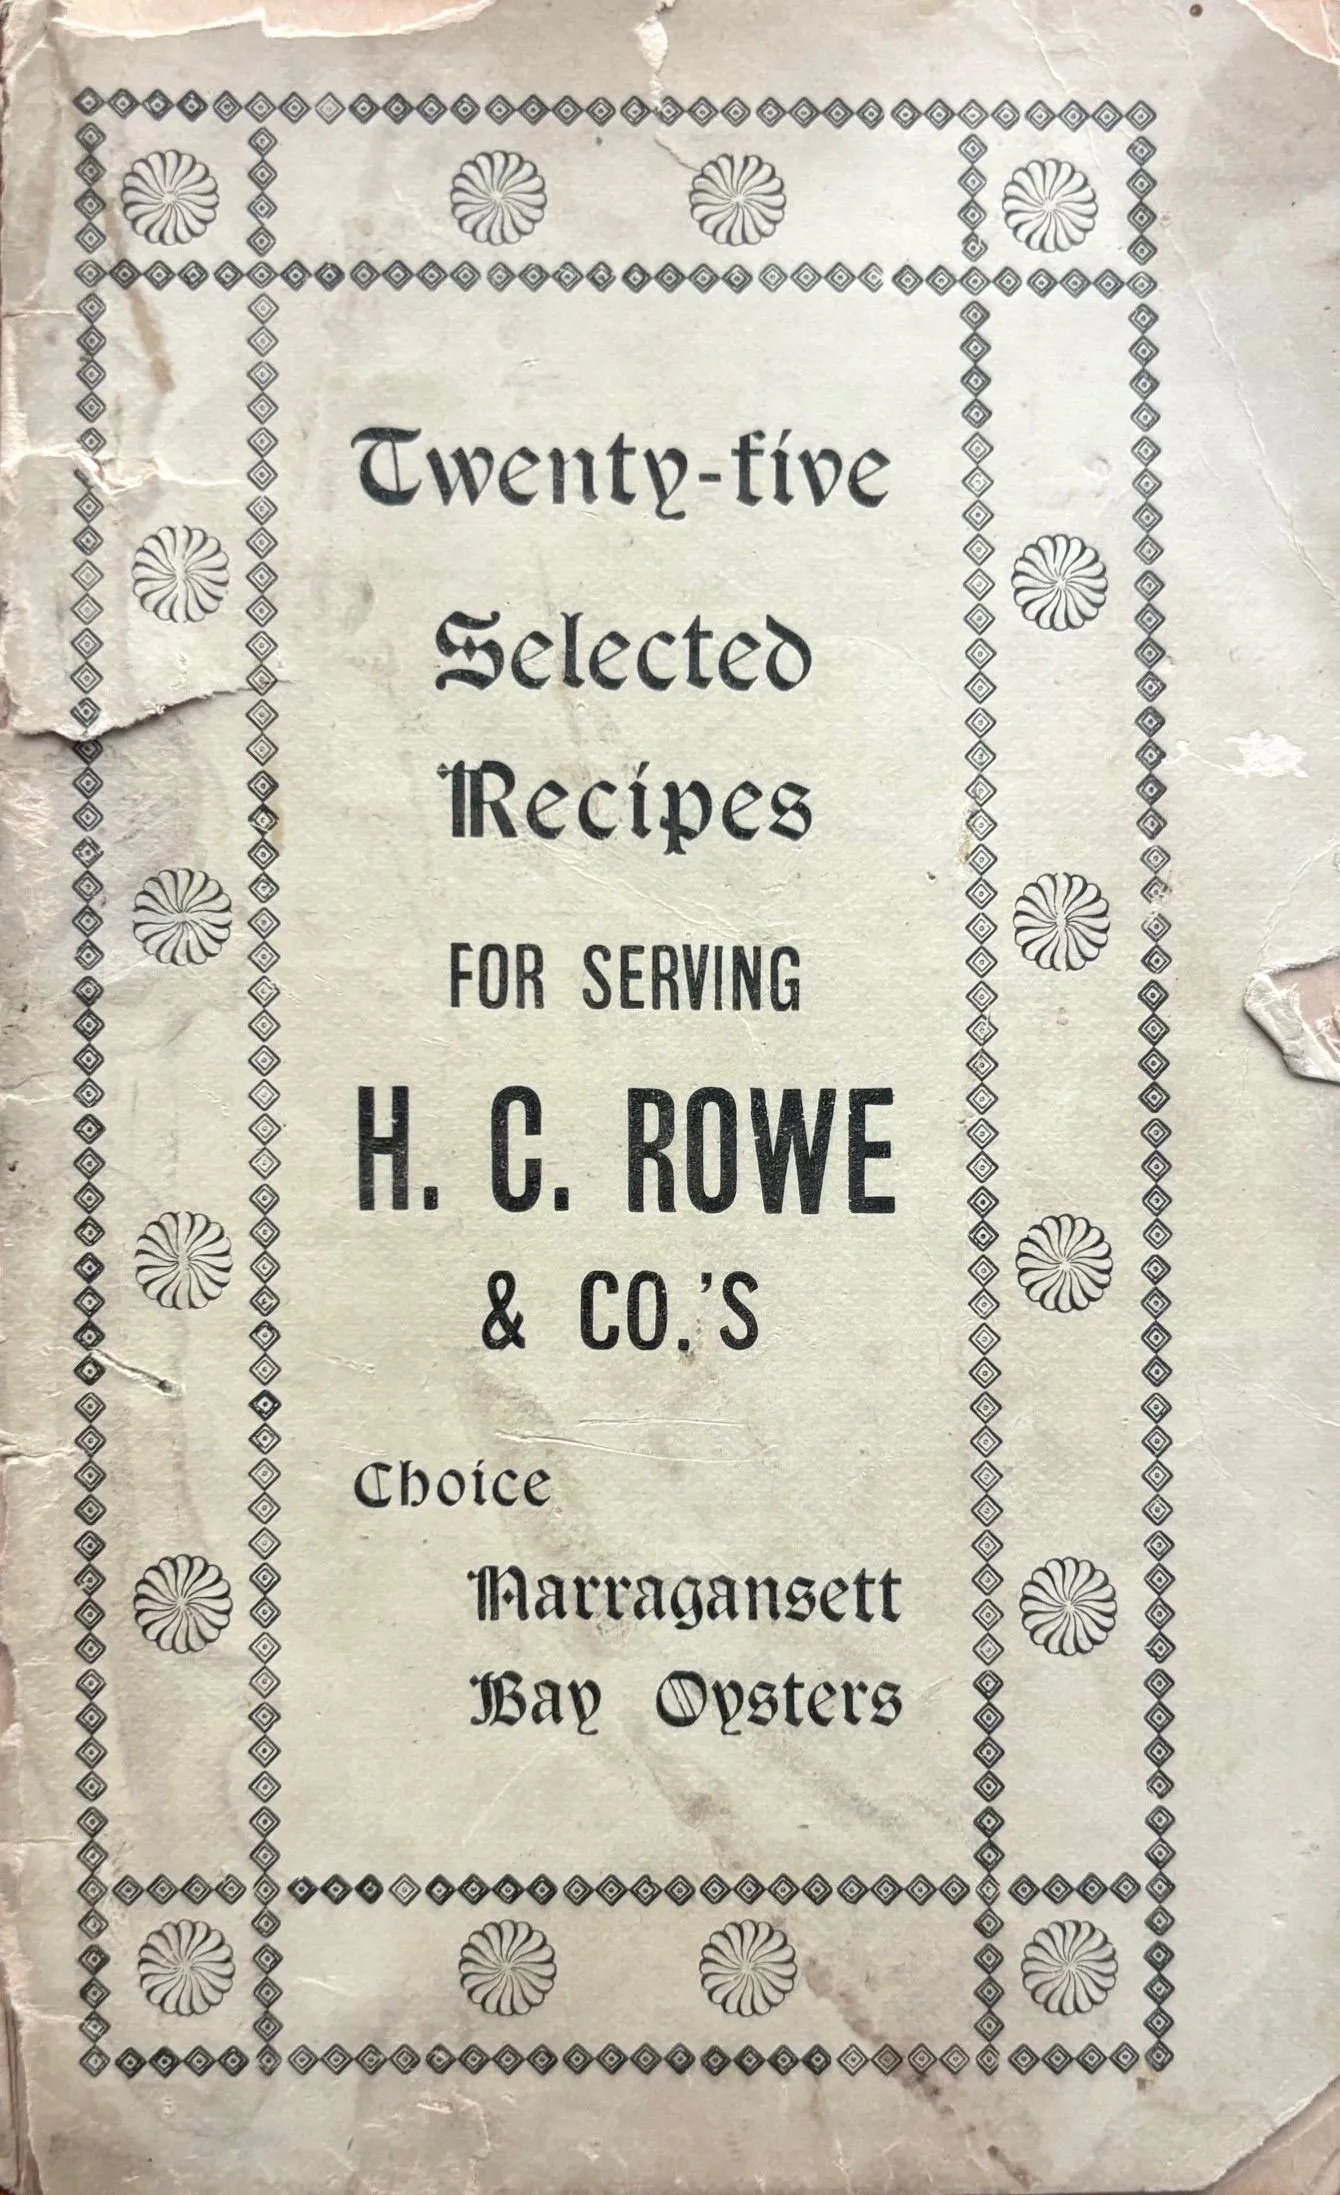 Twenty-five
Selected
Recipes
FOR SERVING
H. C. ROWE
& CO.'S
Choice
Narragansett
Bay Oysters